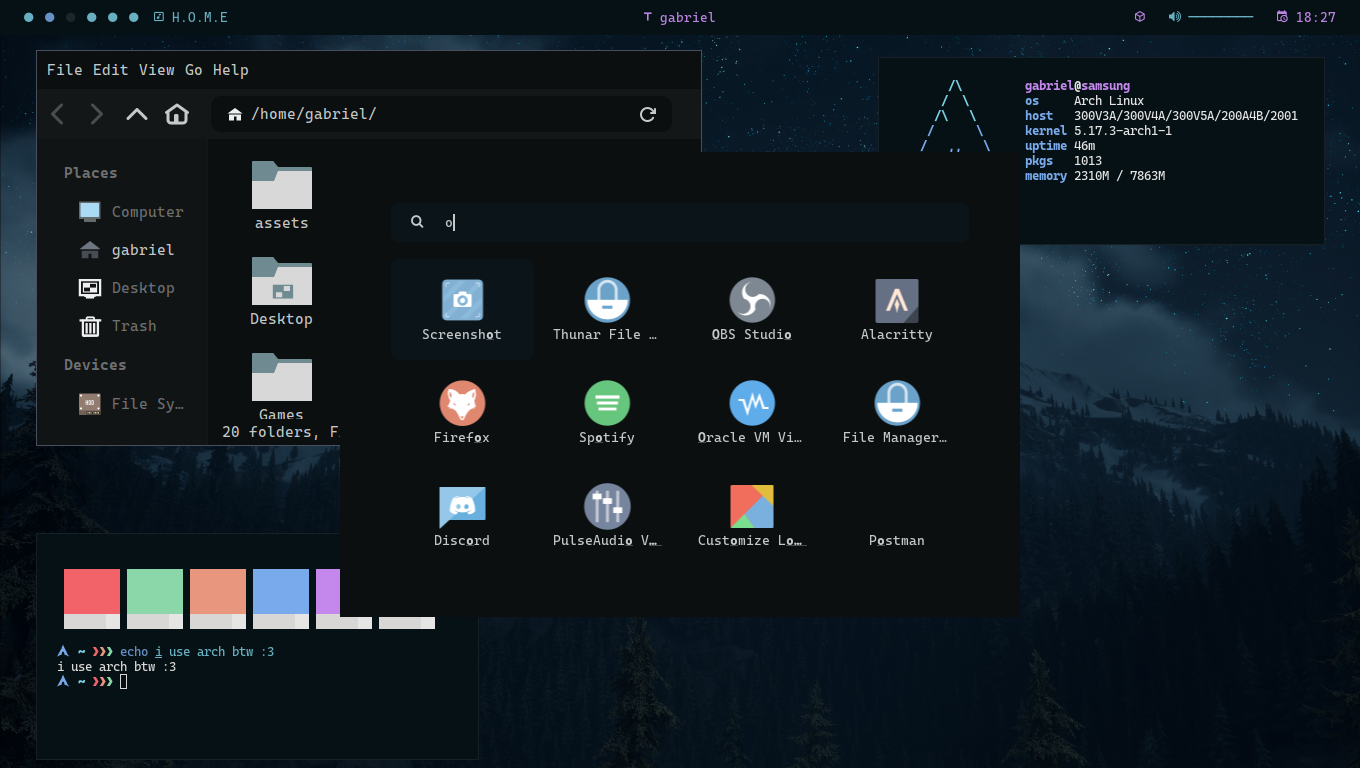 H.O.M.E
gabriel
18:27
File Edit View Go Help
/home/gabriel/
Places
Computer
gabriel
Desktop
Trash
Devices
File Sy…
assets
Desktop
Games
20 folders, F
gabriel@samsung
os Arch Linux
host 300V3A/300V4A/300V5A/200A4B/2001
kernel 5.17.3-arch1-1
uptime 46m
pkgs 1013
memory 2310M / 7863M
o
Screenshot
Thunar File …
OBS Studio
Alacritty
Firefox
Spotify
Oracle VM Vi…
File Manager…
Discord
PulseAudio V…
Customize Lo…
Postman
~ ❯❯❯ echo i use arch btw :3
i use arch btw :3
~ ❯❯❯